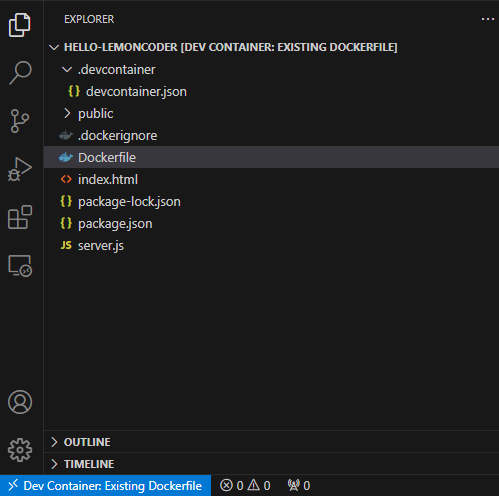 EXPLORER
HELLO-LEMONCODER [DEV CONTAINER: EXISTING DOCKERFILE]
.devcontainer
{} devcontainer.json
public
.dockerignore
Dockerfile
<> index.html
{} package-lock.json
{} package.json
JS server.js
OUTLINE
TIMELINE
Dev Container: Existing Dockerfile 0 0 0